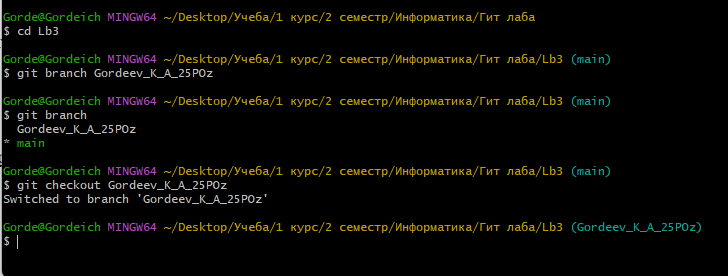 Gorde@Gordeich MINGW64 ~/Desktop/Учеба/1 курс/2 семестр/Информатика/Гит лаба
$ cd Lb3
Gorde@Gordeich MINGW64 ~/Desktop/Учеба/1 курс/2 семестр/Информатика/Гит лаба/Lb3 (main)
$ git branch Gordeev_K_A_25POz
Gorde@Gordeich MINGW64 ~/Desktop/Учеба/1 курс/2 семестр/Информатика/Гит лаба/Lb3 (main)
$ git branch
  Gordeev_K_A_25POz
* main
Gorde@Gordeich MINGW64 ~/Desktop/Учеба/1 курс/2 семестр/Информатика/Гит лаба/Lb3 (main)
$ git checkout Gordeev_K_A_25POz
Switched to branch 'Gordeev_K_A_25POz'
Gorde@Gordeich MINGW64 ~/Desktop/Учеба/1 курс/2 семестр/Информатика/Гит лаба/Lb3 (Gordeev_K_A_25POz)
$